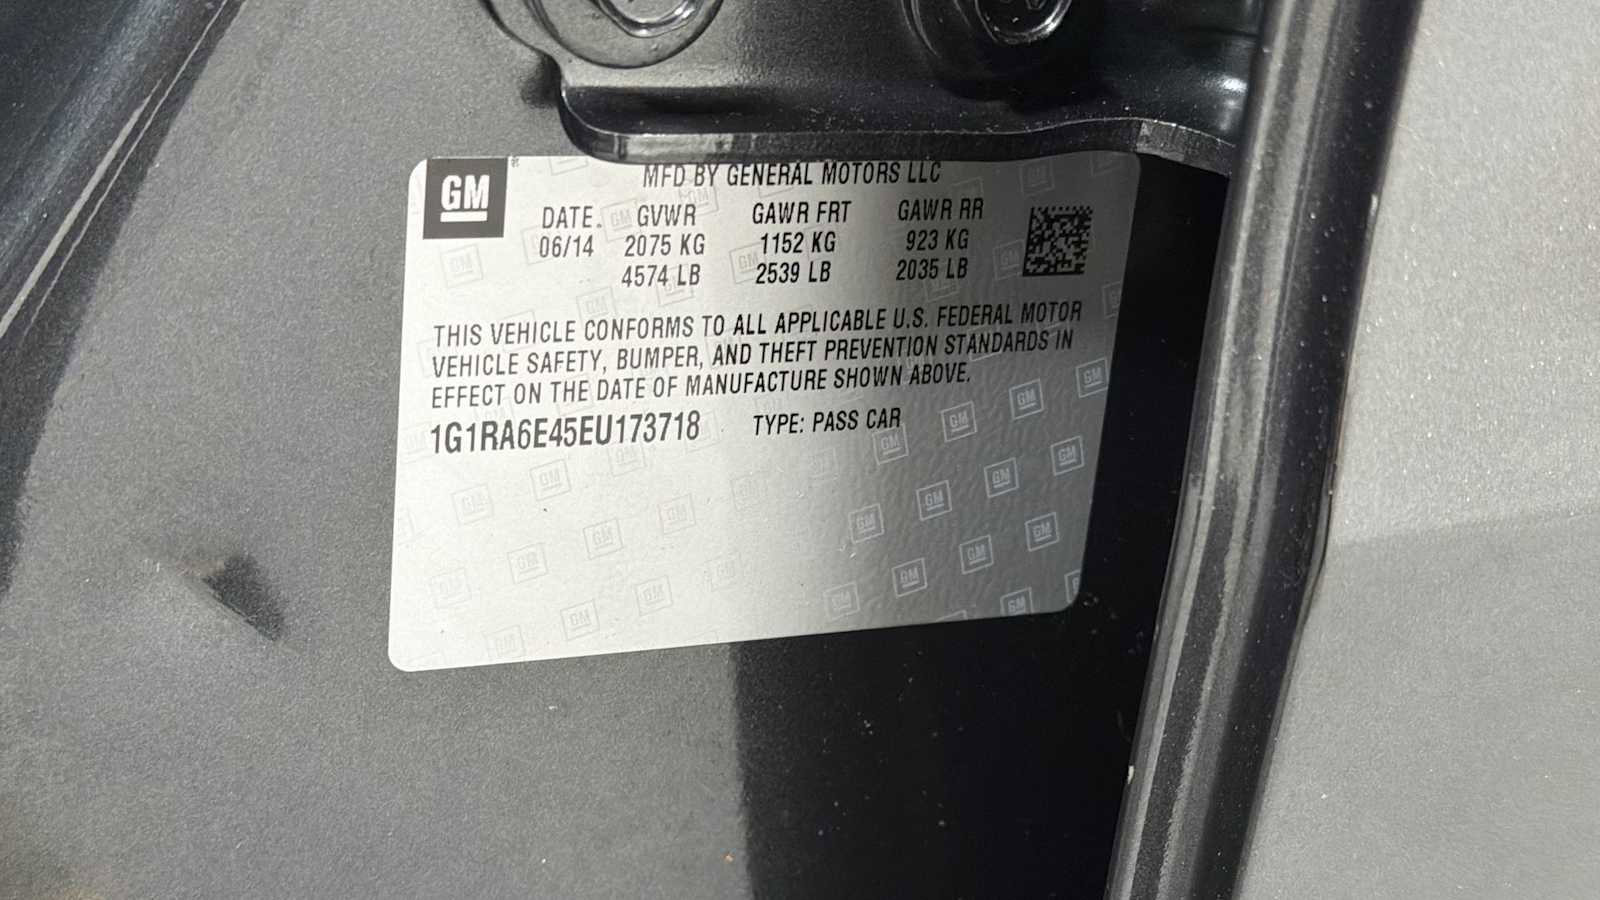 GM
MFD BY GENERAL MOTORS LLC
DATE. GVWR GAWR FRT GAWR RR
06/14 2075 KG 1152 KG 923 KG
4574 LB 2539 LB 2035 LB
THIS VEHICLE CONFORMS TO ALL APPLICABLE U.S. FEDERAL MOTOR
VEHICLE SAFETY, BUMPER, AND THEFT PREVENTION STANDARDS IN
EFFECT ON THE DATE OF MANUFACTURE SHOWN ABOVE.
1G1RA6E45EU173718 TYPE: PASS CAR